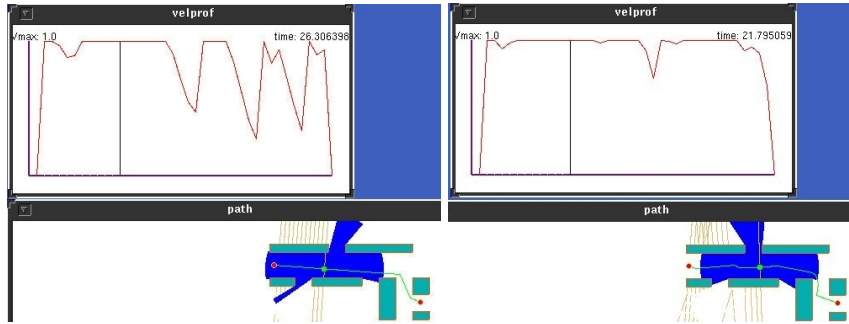 velprof
Vmax: 1.0
time: 26.306398
path
velprof
Vmax: 1.0
time: 21.795059
path